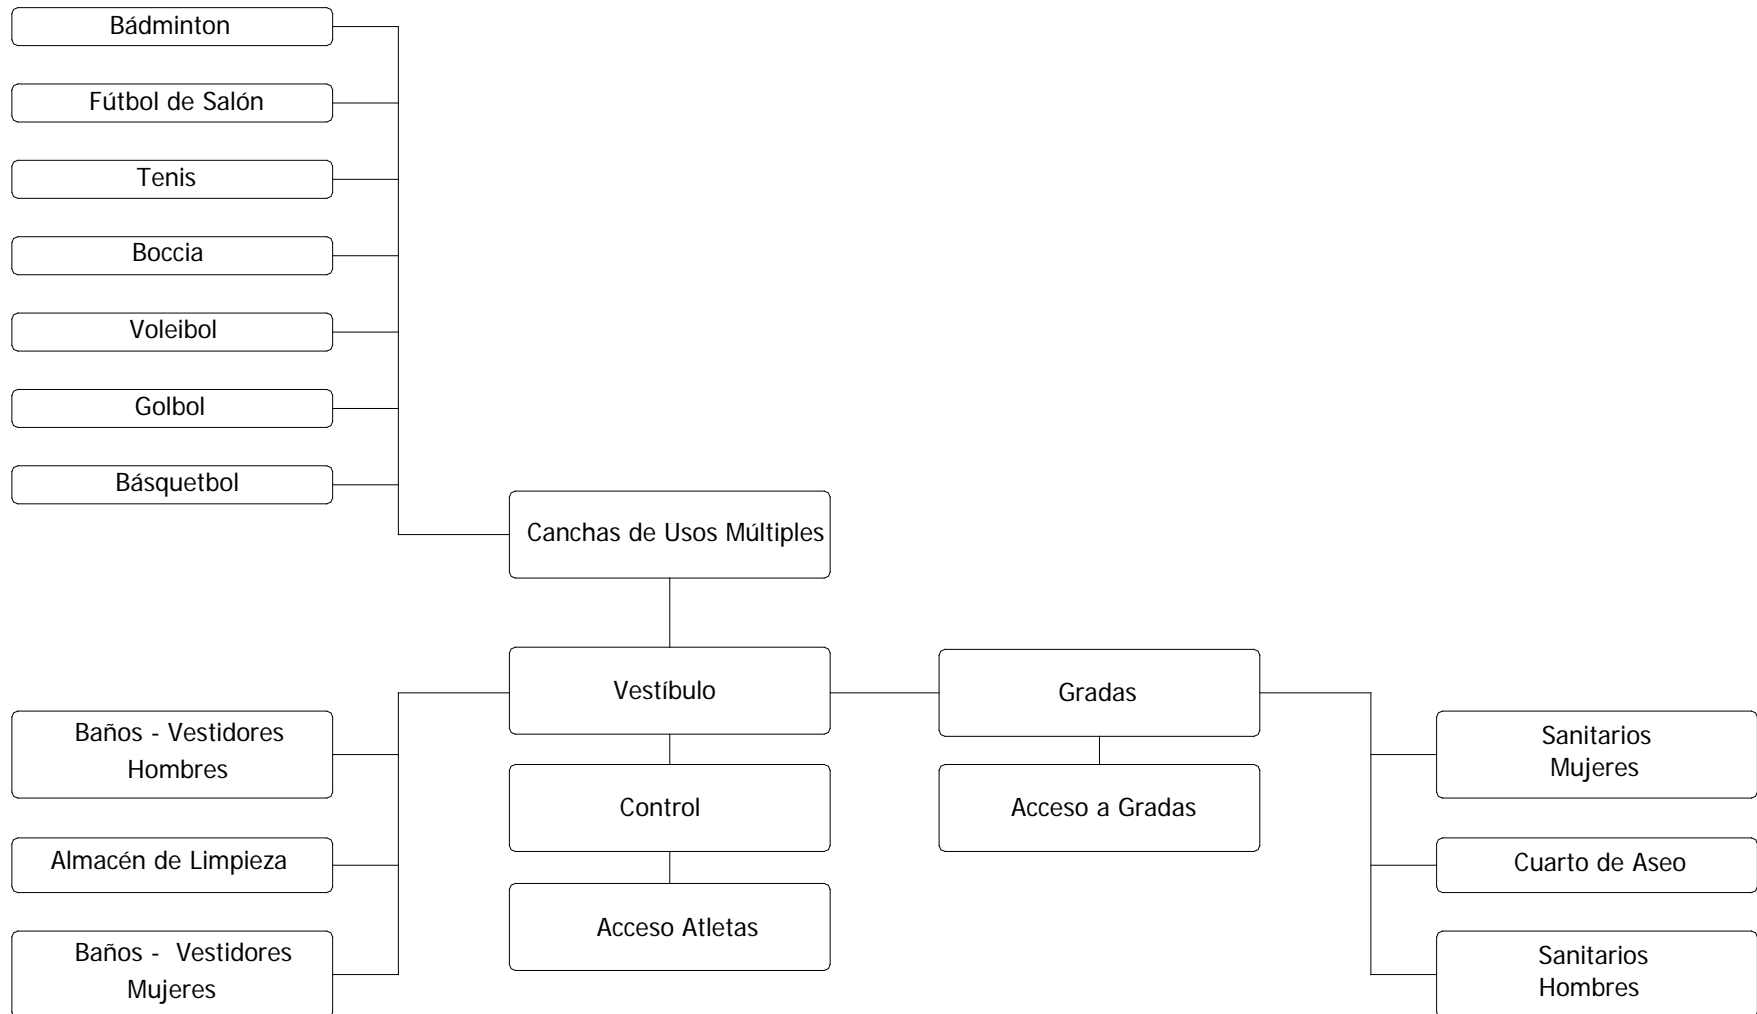 Bádminton
Fútbol de Salón
Tenis
Boccia
Voleibol
Golbol
Básquetbol
Canchas de Usos Múltiples
Vestíbulo
Gradas
Baños - Vestidores
Hombres
Sanitarios
Mujeres
Control
Acceso a Gradas
Almacén de Limpieza
Cuarto de Aseo
Acceso Atletas
Baños - Vestidores
Mujeres
Sanitarios
Hombres